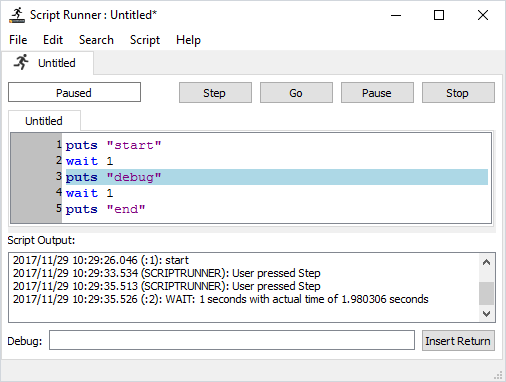 Script Runner : Untitled*
File Edit Search Script Help
Untitled
Paused Step Go Pause Stop
Untitled
1 puts "start"
2 wait 1
3 puts "debug"
4 wait 1
5 puts "end"
Script Output:
2017/11/29 10:29:26.046 (:1): start
2017/11/29 10:29:33.534 (SCRIPTRUNNER): User pressed Step
2017/11/29 10:29:35.513 (SCRIPTRUNNER): User pressed Step
2017/11/29 10:29:35.526 (:2): WAIT: 1 seconds with actual time of 1.980306 seconds
Debug: Insert Return